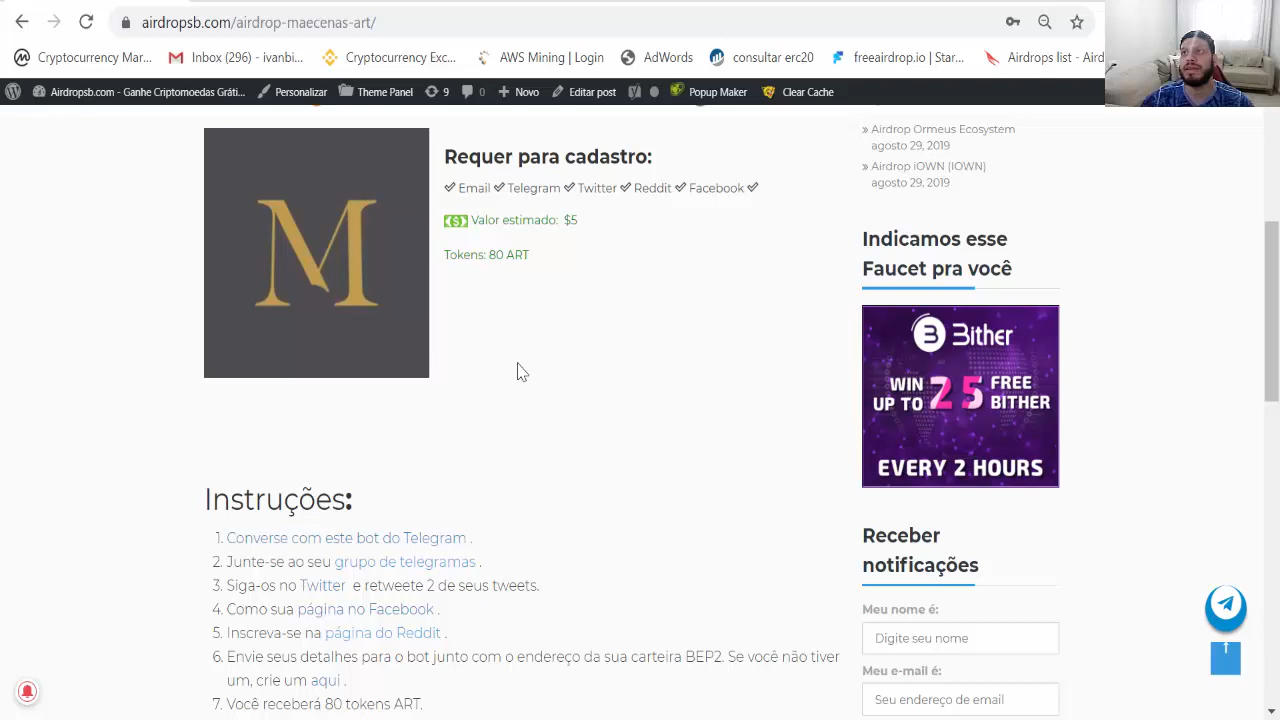 airdropsb.com/airdrop-maecenas-art/
Cryptocurrency Mar...
Inbox (296) - ivanbi...
Cryptocurrency Exc...
AWS Mining | Login
AdWords
consultar erc20
freeairdrop.io | Star...
Airdrops list - Aird
Airdropsb.com - Ganhe Criptomoedas Gráti...
Personalizar
Theme Panel
9
0
Novo
Editar post
Popup Maker
Clear Cache
M
Requer para cadastro:
Email Telegram Twitter Reddit Facebook
Valor estimado: $5
Tokens: 80 ART
Instruções:
1. Converse com este bot do Telegram .
2. Junte-se ao seu grupo de telegramas .
3. Siga-os no Twitter e retweete 2 de seus tweets.
4. Como sua página no Facebook .
5. Inscreva-se na página do Reddit .
6. Envie seus detalhes para o bot junto com o endereço da sua carteira BEP2. Se você não tiver
um, crie um aqui .
7. Você receberá 80 tokens ART.
» Airdrop Ormeus Ecosystem
agosto 29, 2019
» Airdrop iOWN (IOWN)
agosto 29, 2019
Indicamos esse
Faucet pra você
Bither
WIN UP TO 25 FREE BITHER
EVERY 2 HOURS
Receber
notificações
Meu nome é:
Digite seu nome
Meu e-mail é:
Seu endereço de email